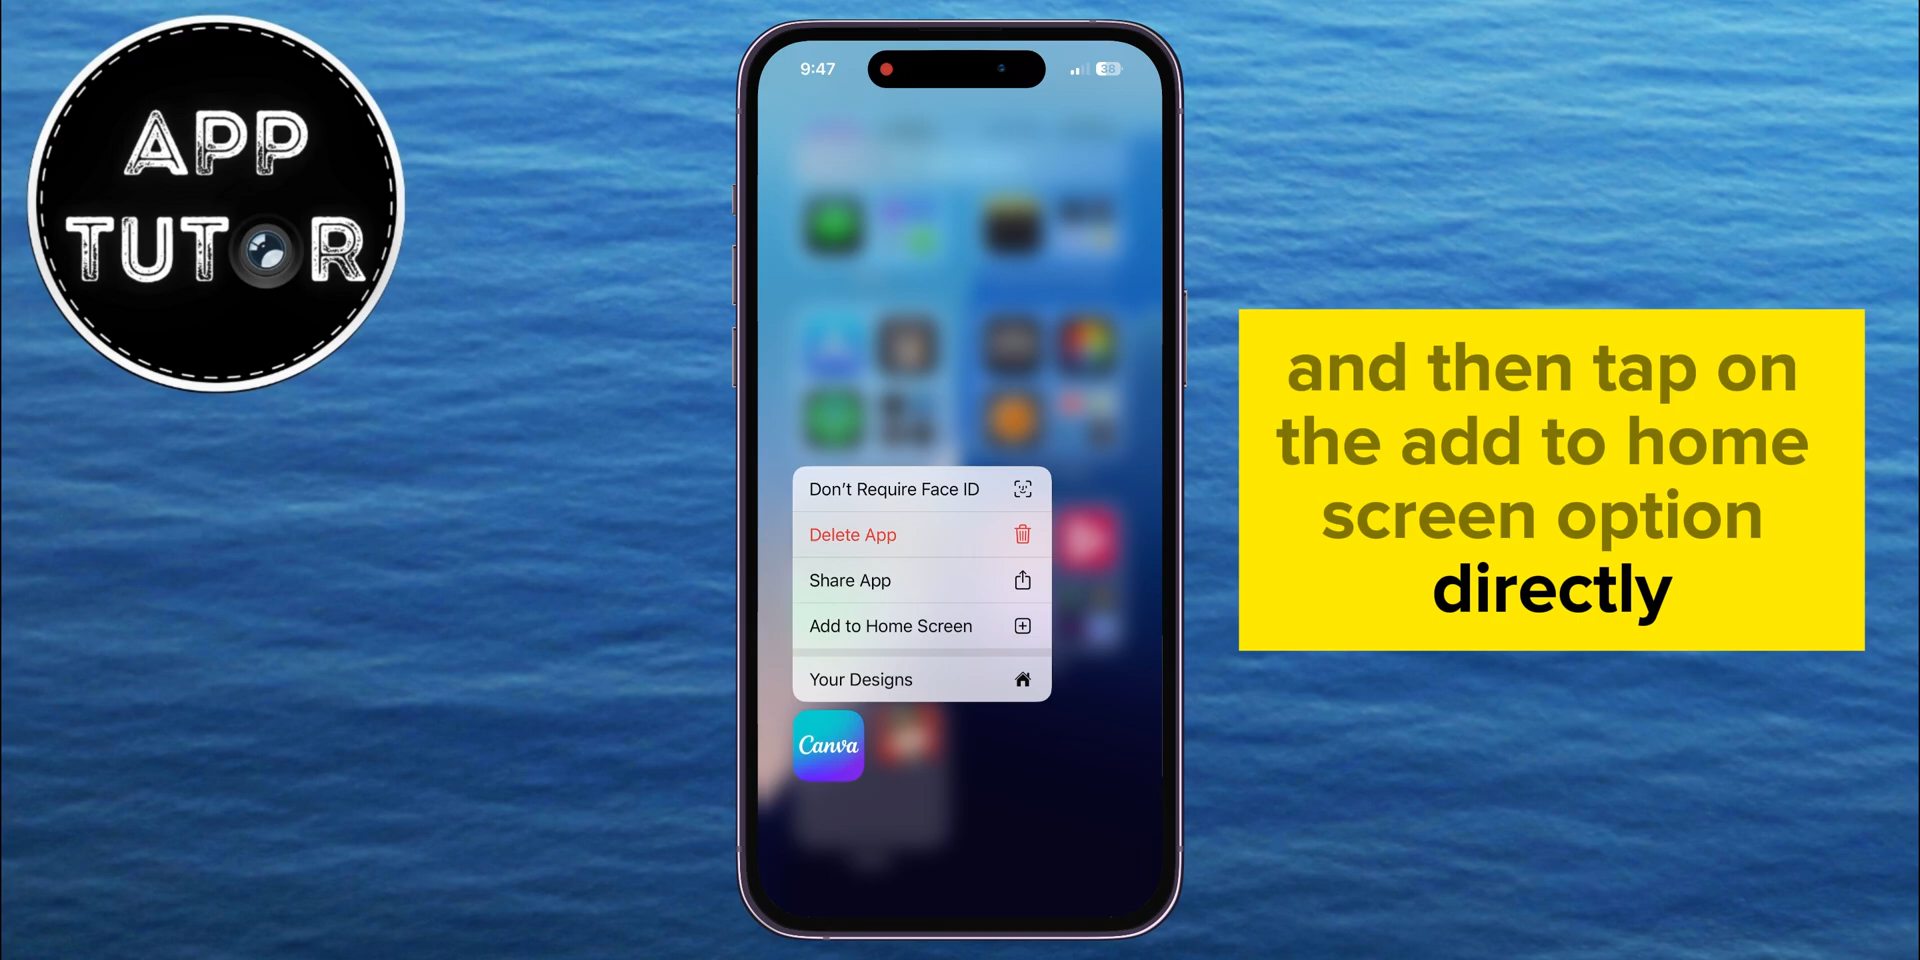 APP
TUTOR
9:47
38
Don't Require Face ID
Delete App
Share App
Add to Home Screen
Your Designs
Canva
and then tap on
the add to home
screen option
directly